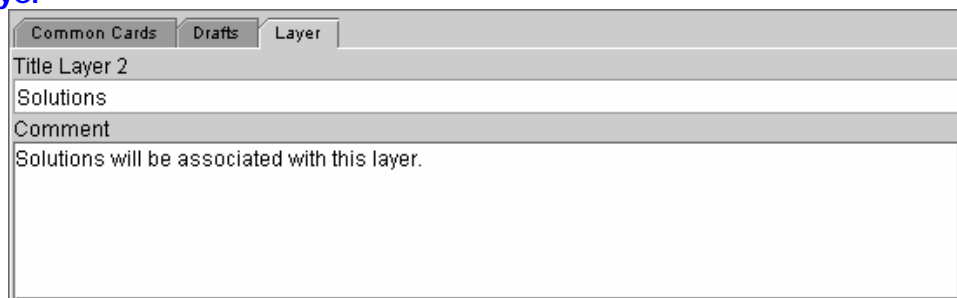 Common Cards Drafts Layer
Title Layer 2
Solutions
Comment
Solutions will be associated with this layer.